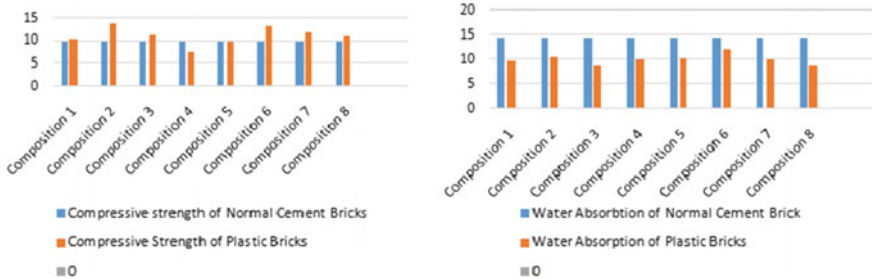 15
10
5
0
Composition 1
Composition 2
Composition 3
Composition 4
Composition 5
Composition 6
Composition 7
Composition 8
Compressive strength of Normal Cement Bricks
Compressive Strength of Plastic Bricks
0
20
15
10
5
0
Composition 1
Composition 2
Composition 3
Composition 4
Composition 5
Composition 6
Composition 7
Composition 8
Water Absorbtion of Normal Cement Brick
Water Absorption of Plastic Bricks
0